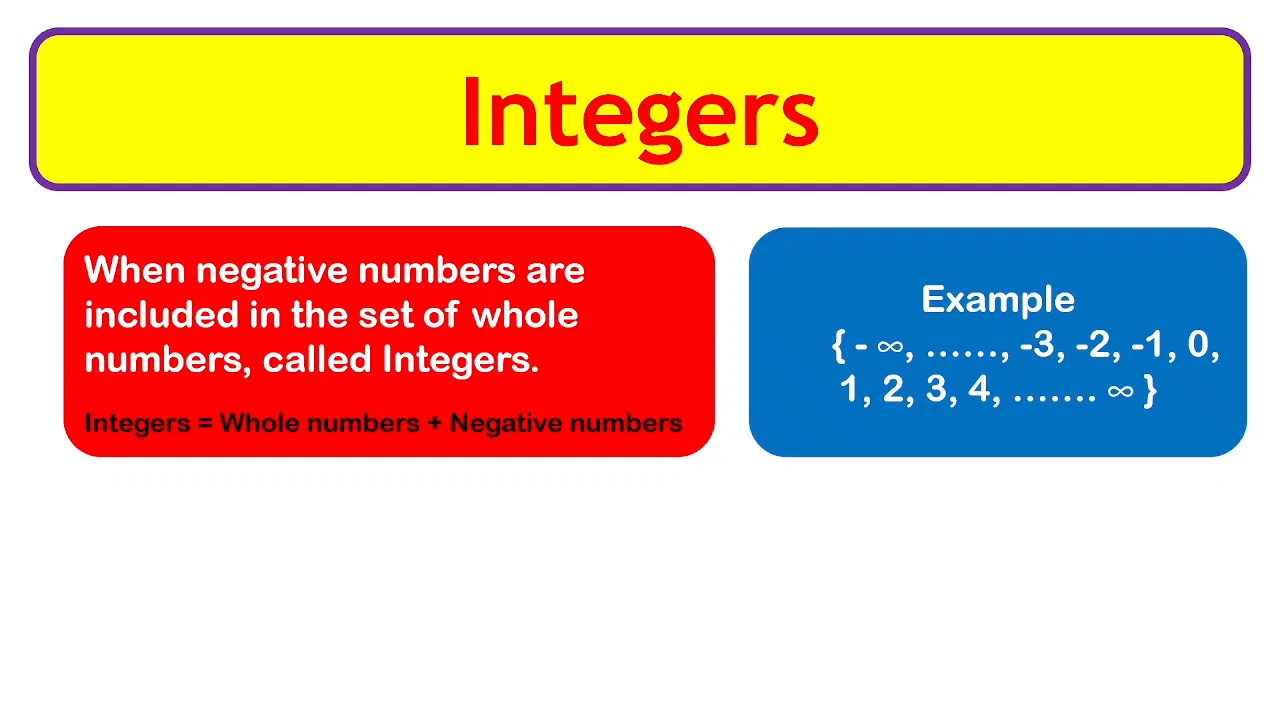 Integers
When negative numbers are
included in the set of whole
numbers, called Integers.
Integers = Whole numbers + Negative numbers
Example
{ - ∞, ......, -3, -2, -1, 0,
1, 2, 3, 4, ....... ∞ }